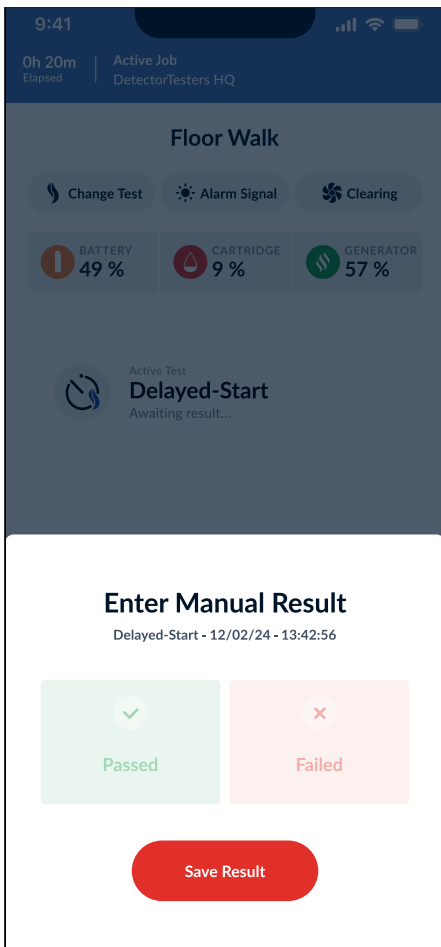 9:41
0h 20m
Elapsed
Active Job
DetectorTesters HQ
Floor Walk
Change Test
Alarm Signal
Clearing
BATTERY
49 %
CARTRIDGE
9 %
GENERATOR
57 %
Active Test
Delayed-Start
Awaiting result...
Enter Manual Result
Delayed-Start - 12/02/24 - 13:42:56
Passed
Failed
Save Result